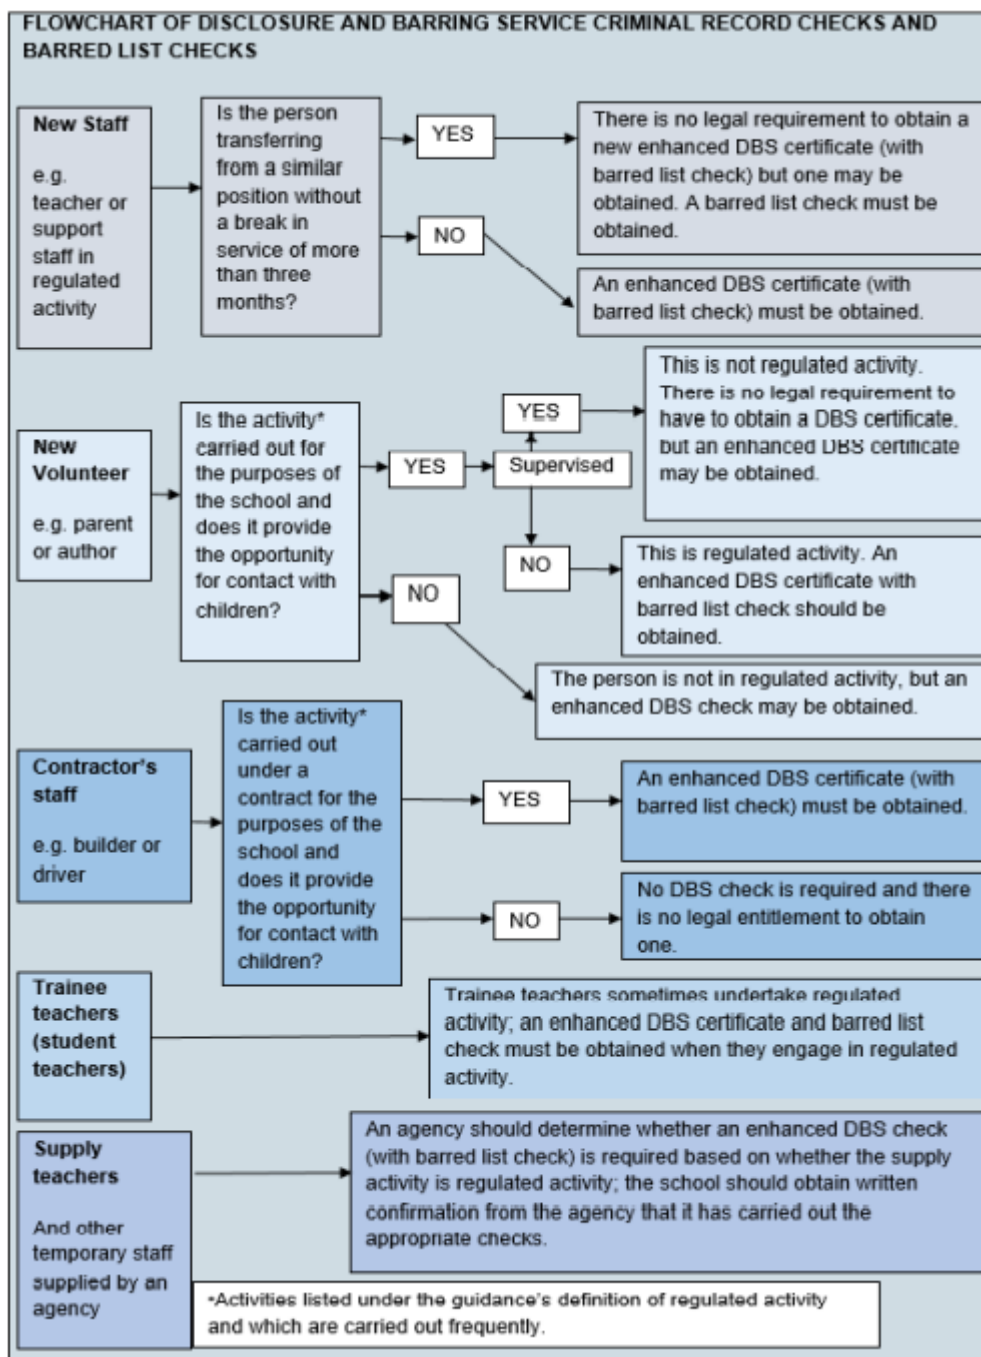 FLOWCHART OF DISCLOSURE AND BARRING SERVICE CRIMINAL RECORD CHECKS AND
BARRED LIST CHECKS
New Staff
e.g.
teacher or
support
staff in
regulated
activity
Is the person
transferring
from a similar
position without
a break in
service of more
than three
months?
YES
There is no legal requirement to obtain a
new enhanced DBS certificate (with
barred list check) but one may be
obtained. A barred list check must be
obtained.
NO
An enhanced DBS certificate (with
barred list check) must be obtained.
New
Volunteer
e.g. parent
or author
Is the activity*
carried out for
the purposes of
the school and
does it provide
the opportunity
for contact with
children?
YES
Supervised
YES
This is not regulated activity.
There is no legal requirement to
have to obtain a DBS certificate,
but an enhanced DBS certificate
may be obtained.
NO
This is regulated activity. An
enhanced DBS certificate with
barred list check should be
obtained.
NO
The person is not in regulated activity, but an
enhanced DBS check may be obtained.
Contractor's
staff
e.g. builder or
driver
Is the activity*
carried out
under a
contract for the
purposes of the
school and
does it provide
the opportunity
for contact with
children?
YES
An enhanced DBS certificate (with
barred list check) must be obtained.
NO
No DBS check is required and there
is no legal entitlement to obtain
one.
Trainee
teachers
(student
teachers)
Trainee teachers sometimes undertake regulated
activity; an enhanced DBS certificate and barred list
check must be obtained when they engage in regulated
activity.
Supply
teachers
And other
temporary staff
supplied by an
agency
An agency should determine whether an enhanced DBS check
(with barred list check) is required based on whether the supply
activity is regulated activity; the school should obtain written
confirmation from the agency that it has carried out the
appropriate checks.
*Activities listed under the guidance's definition of regulated activity
and which are carried out frequently.